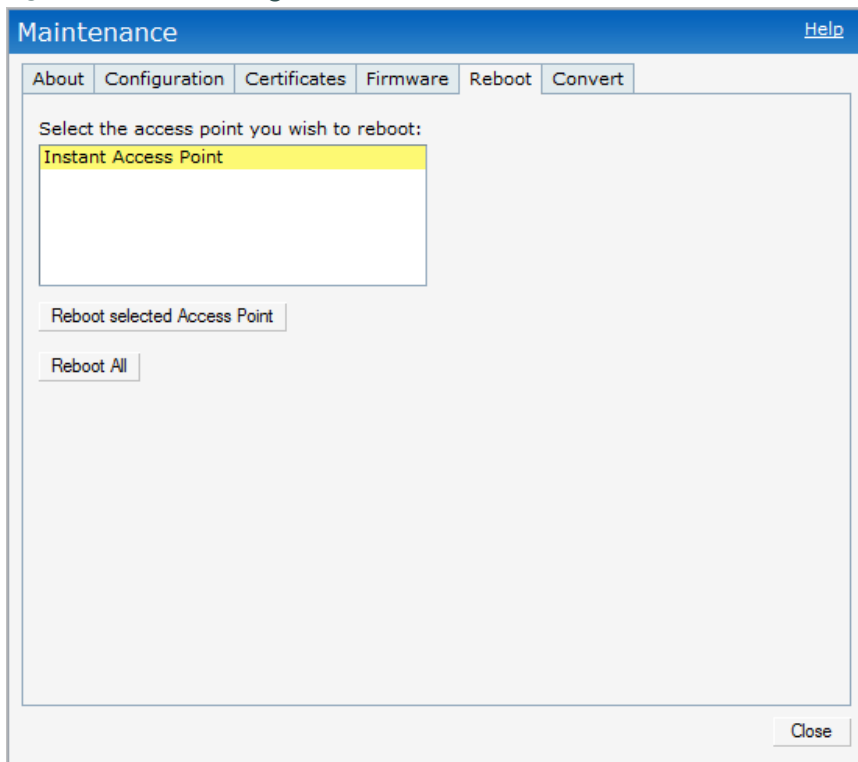 Maintenance Help
About Configuration Certificates Firmware Reboot Convert
Select the access point you wish to reboot:
Instant Access Point
Reboot selected Access Point
Reboot All
Close